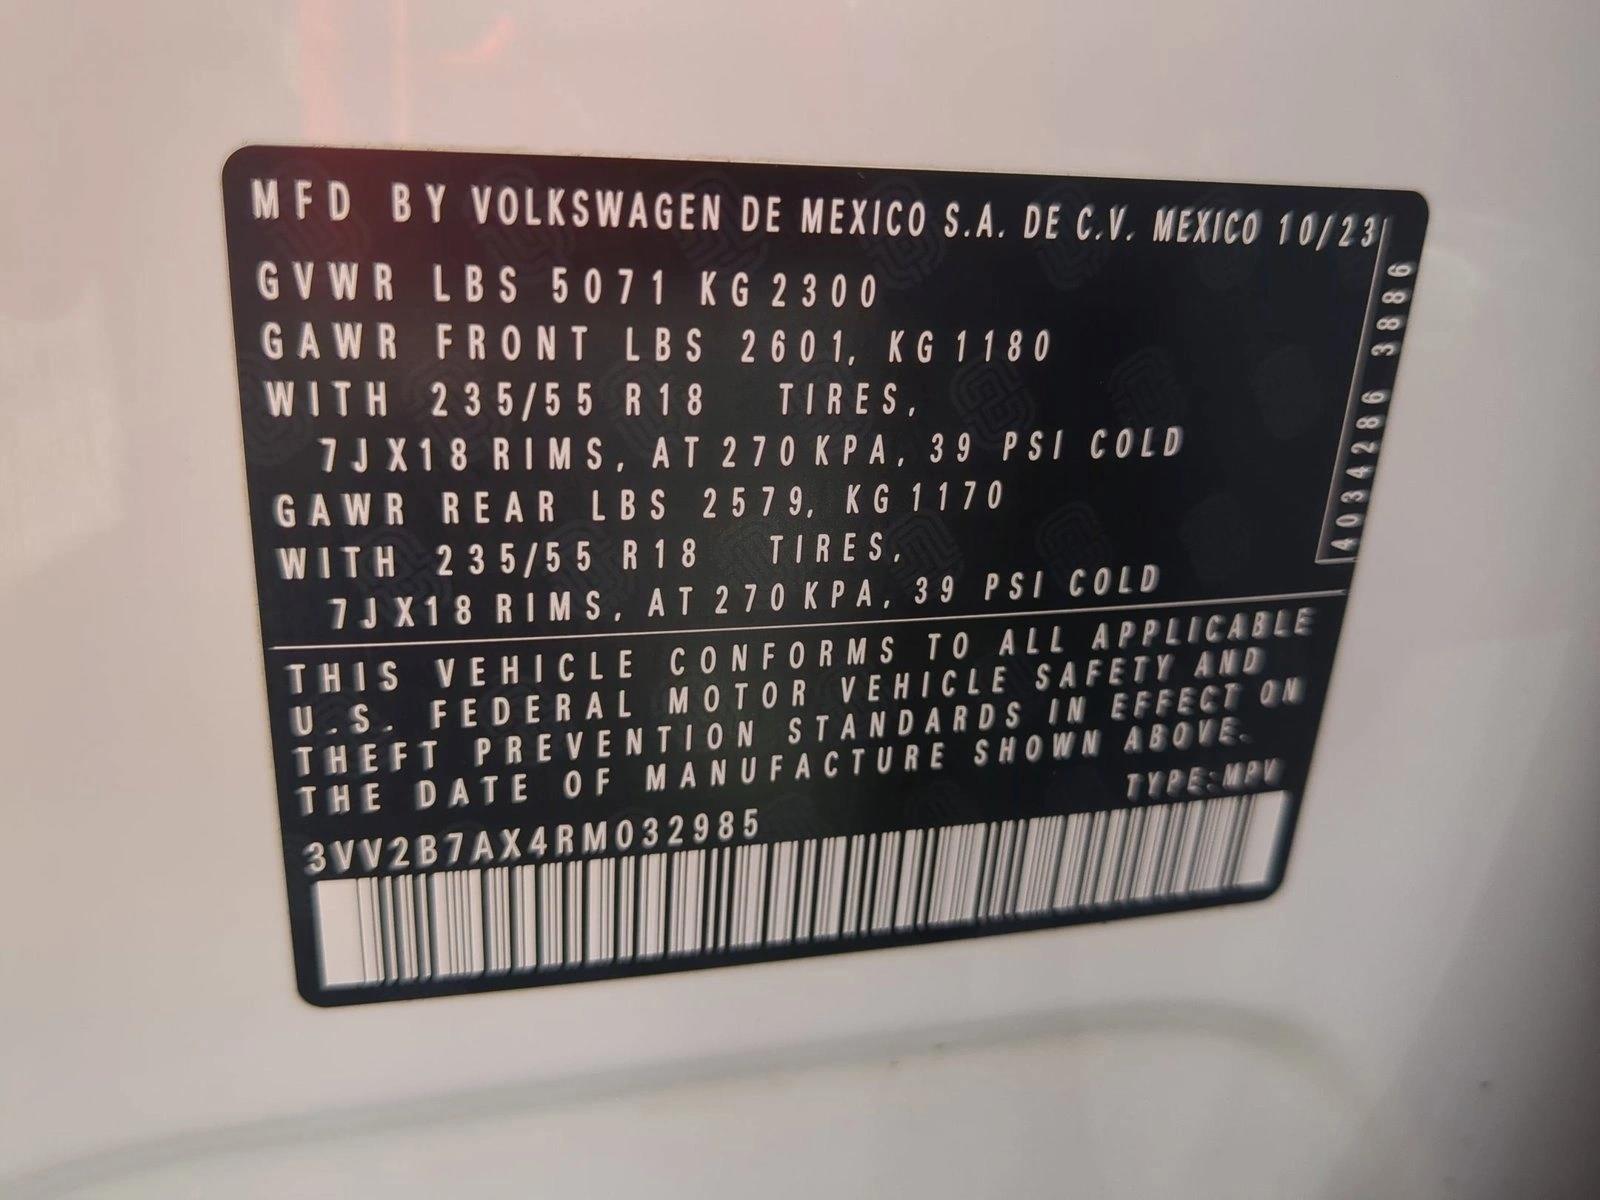 MFD BY VOLKSWAGEN DE MEXICO S.A. DE C.V. MEXICO 10/23
GVWR LBS 5071 KG 2300
GAWR FRONT LBS 2601, KG 1180
WITH 235/55 R18 TIRES,
7JX18 RIMS, AT 270 KPA, 39 PSI COLD
GAWR REAR LBS 2579, KG 1170
WITH 235/55 R18 TIRES,
7JX18 RIMS, AT 270 KPA, 39 PSI COLD
4034286 3886
THIS VEHICLE CONFORMS TO ALL APPLICABLE
U.S. FEDERAL MOTOR VEHICLE SAFETY AND
THEFT PREVENTION STANDARDS IN EFFECT ON
THE DATE OF MANUFACTURE SHOWN ABOVE.
TYPE:MPV
3VV2B7AX4RM032985